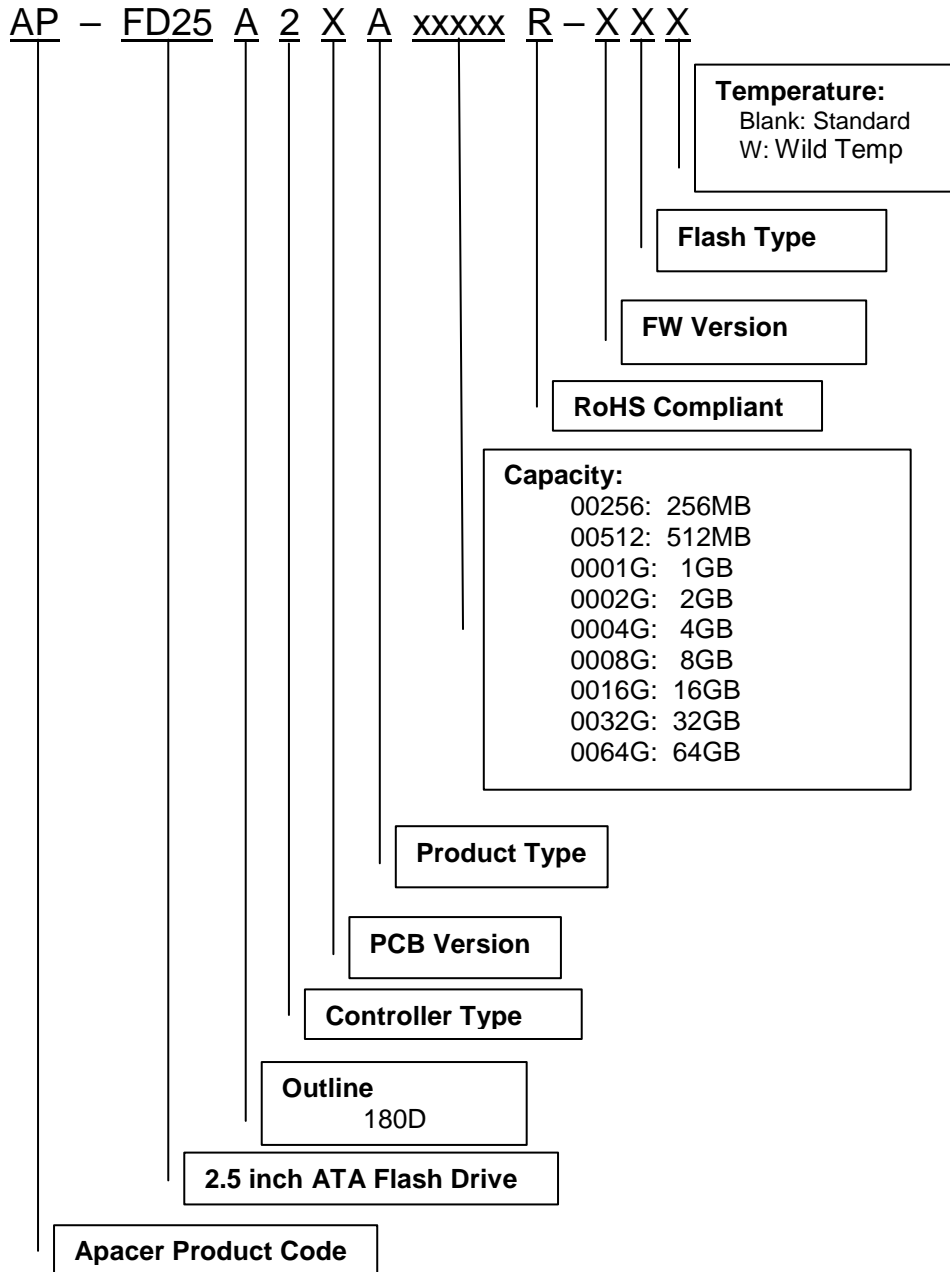 AP – FD25 A 2 X A xxxxx R – X X X
Temperature:
Blank: Standard
W: Wild Temp
Flash Type
FW Version
RoHS Compliant
Capacity:
00256: 256MB
00512: 512MB
0001G: 1GB
0002G: 2GB
0004G: 4GB
0008G: 8GB
0016G: 16GB
0032G: 32GB
0064G: 64GB
Product Type
PCB Version
Controller Type
Outline
180D
2.5 inch ATA Flash Drive
Apacer Product Code